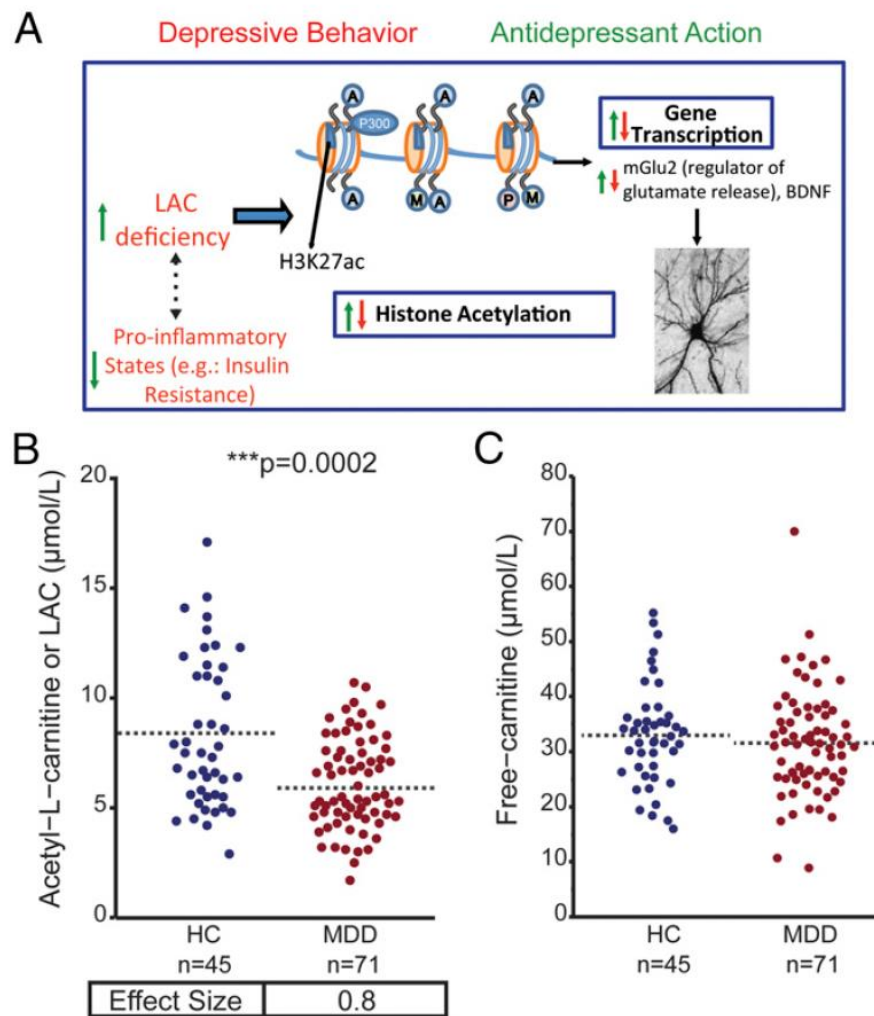 A
Depressive Behavior
Antidepressant Action
A
A
A
P300
Gene
Transcription
mGlu2 (regulator of
glutamate release), BDNF
LAC
deficiency
A
M
A
P
M
H3K27ac
Histone Acetylation
Pro-inflammatory
States (e.g.: Insulin
Resistance)
B
***p=0.0002
Acetyl-L-carnitine or LAC (µmol/L)
20
15
10
5
0
HC
MDD
n=45
n=71
Effect Size
0.8
C
Free-carnitine (µmol/L)
80
70
60
50
40
30
20
10
0
HC
MDD
n=45
n=71